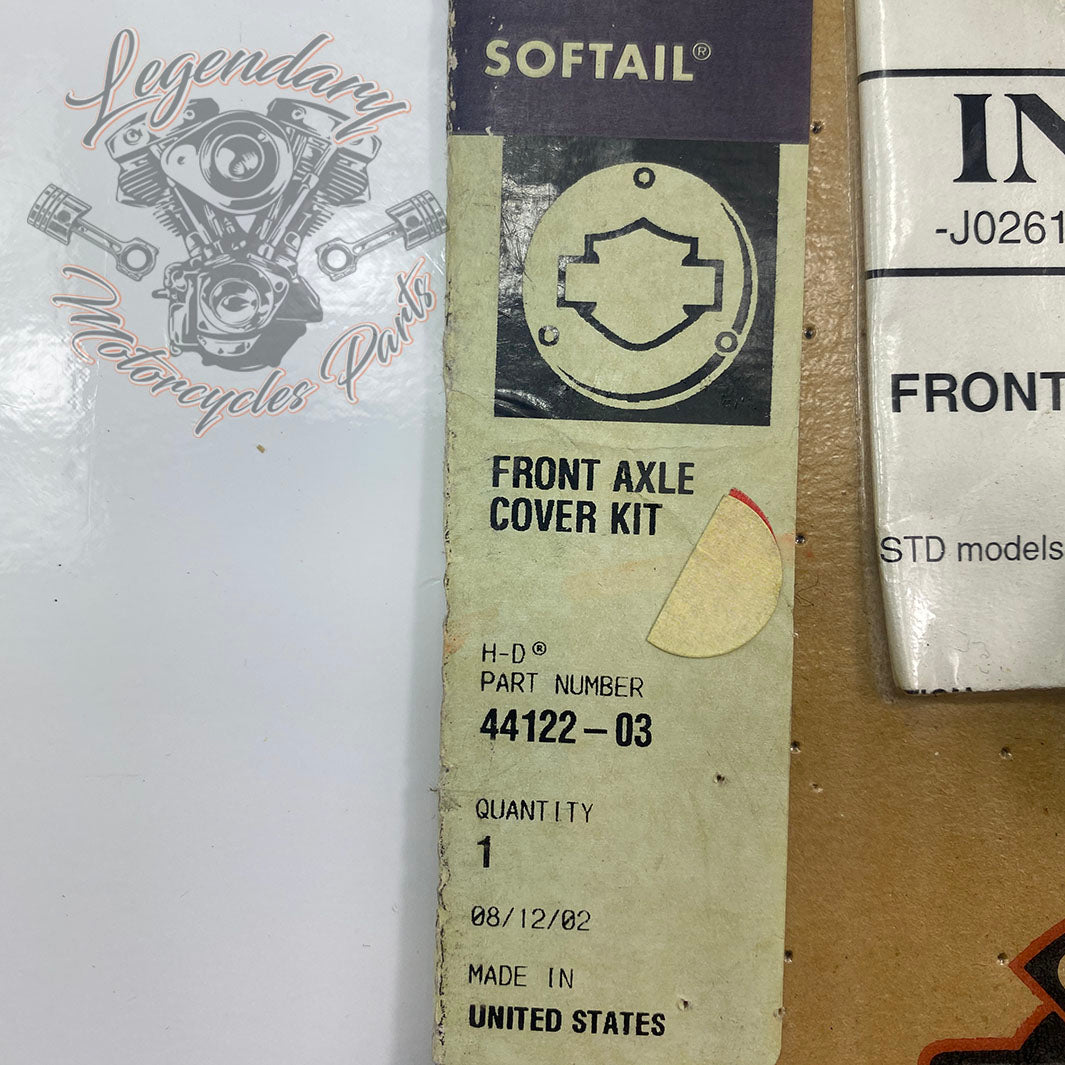 Legendary
Motorcycles Parts
SOFTAIL®
FRONT AXLE
COVER KIT
H-D®
PART NUMBER
44122-03
QUANTITY
1
08/12/02
MADE IN
UNITED STATES
IN
-J0261
FRONT
STD models